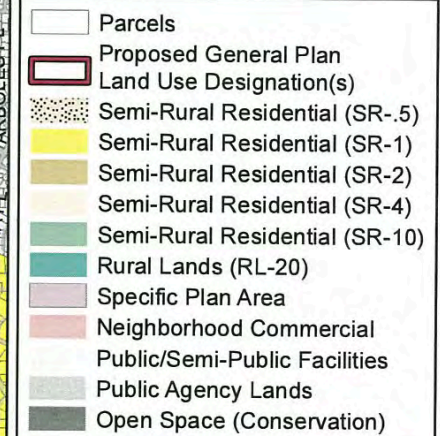 Parcels
Proposed General Plan
Land Use Designation(s)
Semi-Rural Residential (SR-.5)
Semi-Rural Residential (SR-1)
Semi-Rural Residential (SR-2)
Semi-Rural Residential (SR-4)
Semi-Rural Residential (SR-10)
Rural Lands (RL-20)
Specific Plan Area
Neighborhood Commercial
Public/Semi-Public Facilities
Public Agency Lands
Open Space (Conservation)